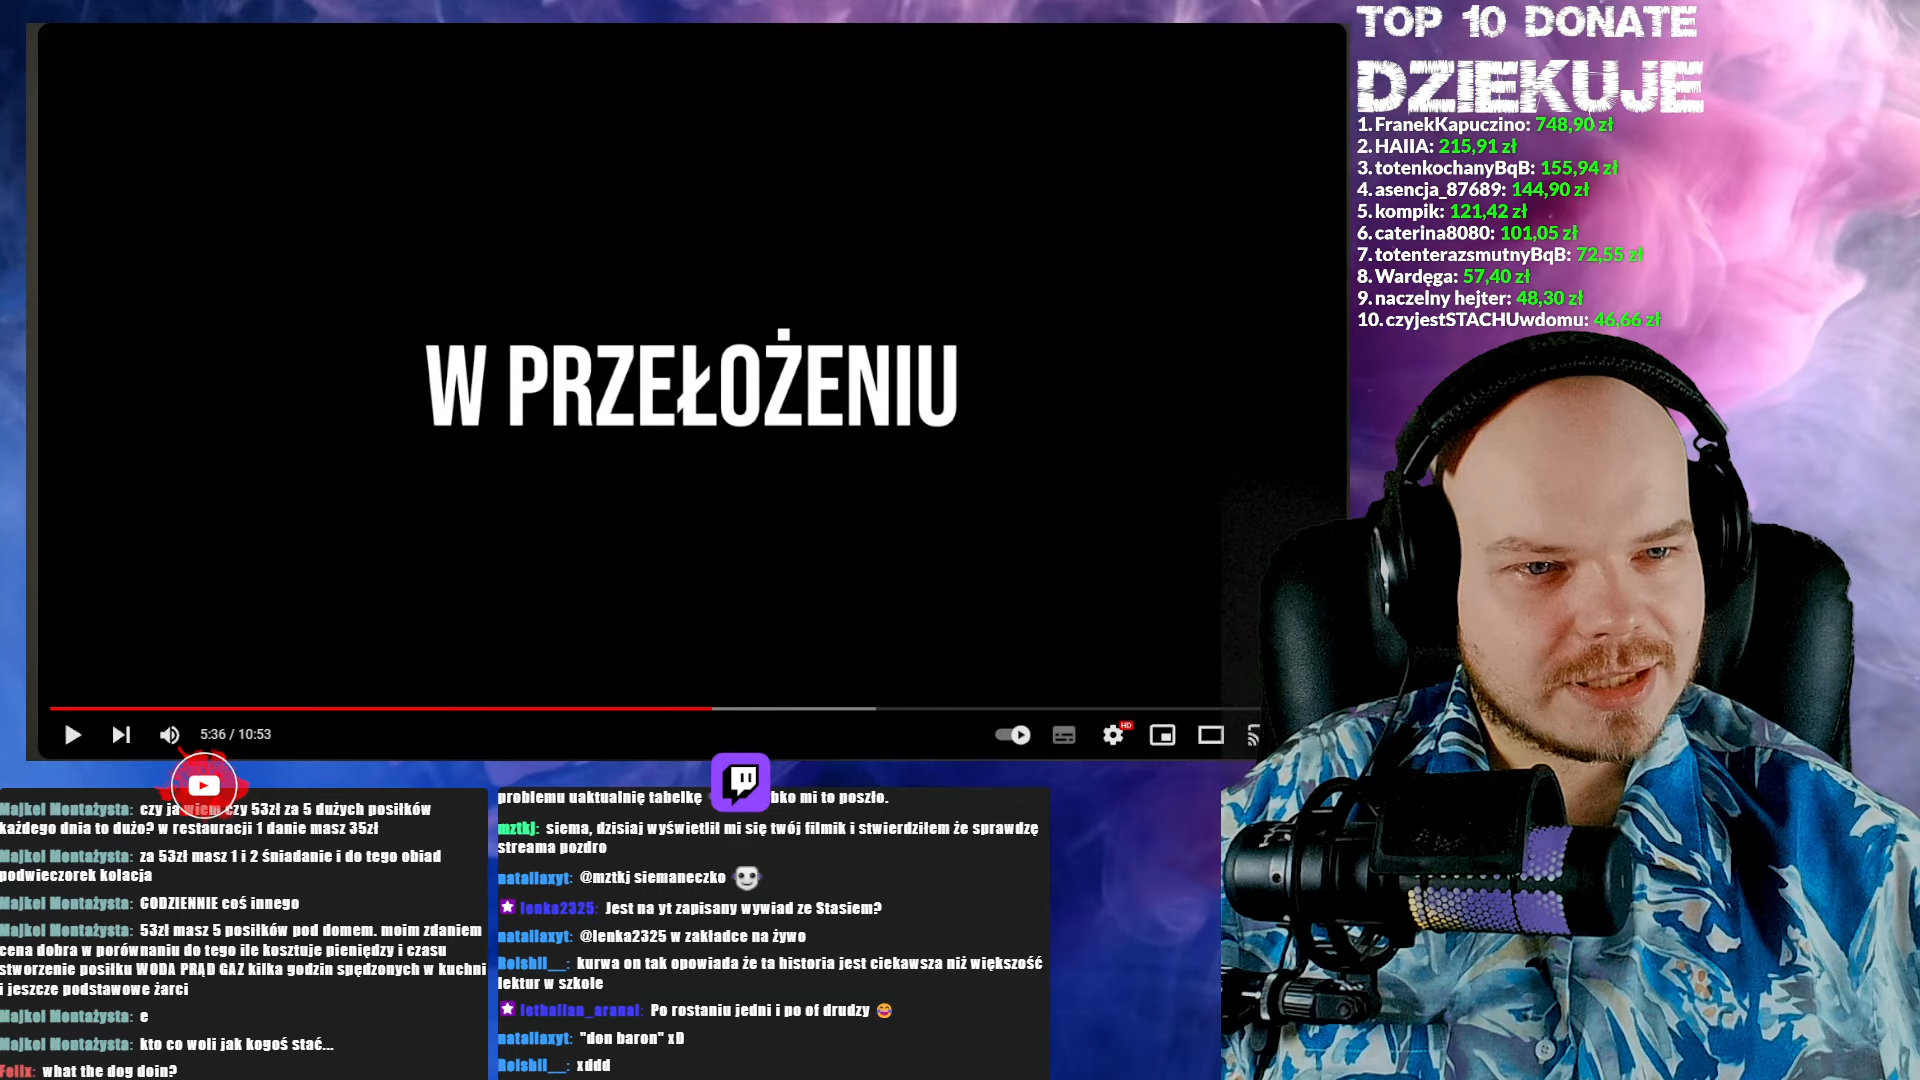 TOP 10 DONATE
DZIEKUJE
1. FranekKapuczino: 748,90 zł
2. HAIIA: 215,91 zł
3. totenkochanyBqB: 155,94 zł
4. asencja_87689: 144,90 zł
5. kompik: 121,42 zł
6. caterina8080: 101,05 zł
7. totenterazsmutnyBqB: 72,55 zł
8. Wardęga: 57,40 zł
9. naczelny hejter: 48,30 zł
10. czyjestSTACHUwdomu: 46,66 zł
W PRZEŁOŻENIU
5:36 / 10:53
HD
Majkel Montażysta: czy ja wiem czy 53zł za 5 dużych posiłków
każdego dnia to dużo? w restauracji 1 danie masz 35zł
Majkel Montażysta: za 53zł masz 1 i 2 śniadanie i do tego obiad
podwieczorek kolacja
Majkel Montażysta: CODZIENNIE coś innego
Majkel Montażysta: 53zł masz 5 posiłków pod domem. moim zdaniem
cena dobra w porównaniu do tego ile kosztuje pieniędzy i czasu
stworzenie posiłku WODA PRĄD GAZ kilka godzin spędzonych w kuchni
i jeszcze podstawowe żarci
Majkel Montażysta: e
Majkel Montażysta: kto co woli jak kogoś stać...
Felix: what the dog doin?
problemu uaktualnię tabelkę bko mi to poszło.
mztkj: siema, dzisiaj wyświetlił mi się twój filmik i stwierdziłem że sprawdzę
streama pozdro
nataliaxyt: @mztkj siemaneczko
lenka2325: Jest na yt zapisany wywiad ze Stasiem?
nataliaxyt: @lenka2325 w zakładce na żywo
Rolshll__: kurwa on tak opowiada że ta historia jest ciekawsza niż większość
lektur w szkole
lethallan_aranal: Po rostaniu jedni i po of drudzy
nataliaxyt: "don baron" xD
Rolshll__: xddd